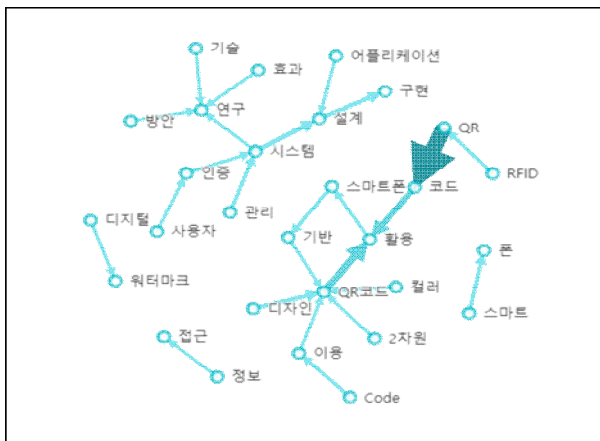 기술
효과
어플리케이션
구현
방안
연구
설계
QR
시스템
인증
스마트폰
코드
RFID
관리
디지털
사용자
기반
활용
폰
워터마크
QR코드
컬러
디자인
스마트
접근
이용
2차원
정보
Code